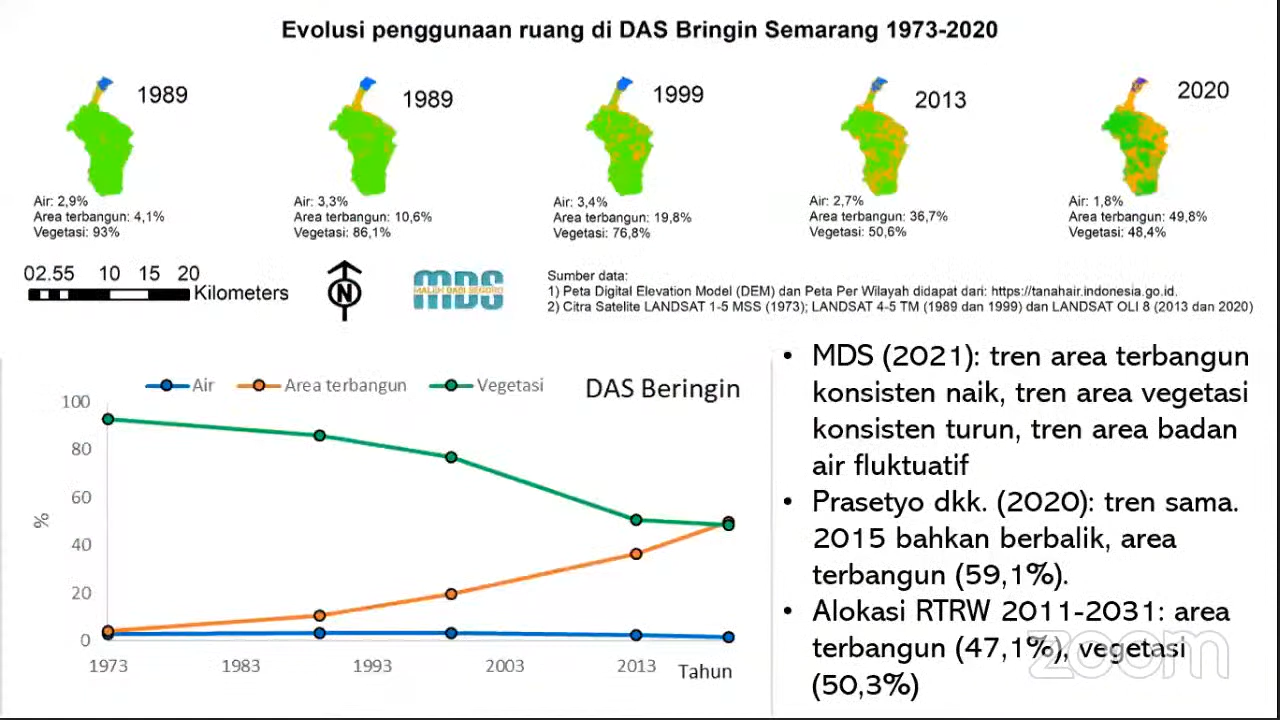 Evolusi penggunaan ruang di DAS Bringin Semarang 1973-2020
1989
Air: 2,9%
Area terbangun: 4,1%
Vegetasi: 93%
1989
Air: 3,3%
Area terbangun: 10,6%
Vegetasi: 86,1%
1999
Air: 3,4%
Area terbangun: 19,8%
Vegetasi: 76,8%
2013
Air: 2,7%
Area terbangun: 36,7%
Vegetasi: 50,6%
2020
Air: 1,8%
Area terbangun: 49,8%
Vegetasi: 48,4%
02.55 10 15 20
Kilometers
N
MDS
Sumber data:
1) Peta Digital Elevation Model (DEM) dan Peta Per Wilayah didapat dari: https://tanahair.indonesia.go.id.
2) Citra Satelite LANDSAT 1-5 MSS (1973); LANDSAT 4-5 TM (1989 dan 1999) dan LANDSAT OLI 8 (2013 dan 2020)
Air Area terbangun Vegetasi
DAS Beringin
100
80
60
40
20
0
%
1973 1983 1993 2003 2013
Tahun
• MDS (2021): tren area terbangun
konsisten naik, tren area vegetasi
konsisten turun, tren area badan
air fluktuatif
• Prasetyo dkk. (2020): tren sama.
2015 bahkan berbalik, area
terbangun (59,1%).
• Alokasi RTRW 2011-2031: area
terbangun (47,1%), vegetasi
(50,3%)
zoom